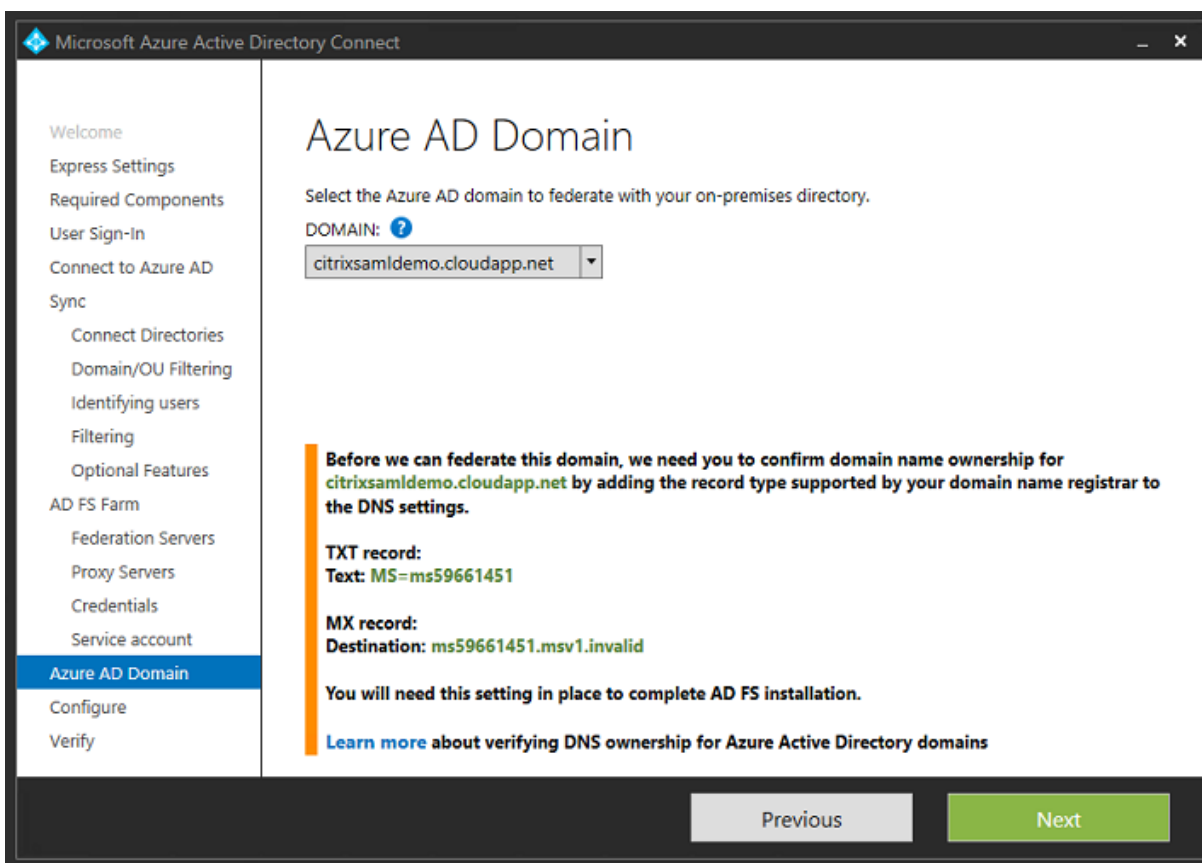 Microsoft Azure Active Directory Connect
Welcome
Express Settings
Required Components
User Sign-In
Connect to Azure AD
Sync
Connect Directories
Domain/OU Filtering
Identifying users
Filtering
Optional Features
AD FS Farm
Federation Servers
Proxy Servers
Credentials
Service account
Azure AD Domain
Configure
Verify
Azure AD Domain
Select the Azure AD domain to federate with your on-premises directory.
DOMAIN: ?
citrixsamldemo.cloudapp.net
Before we can federate this domain, we need you to confirm domain name ownership for
citrixsamldemo.cloudapp.net by adding the record type supported by your domain name registrar to
the DNS settings.
TXT record:
Text: MS=ms59661451
MX record:
Destination: ms59661451.msv1.invalid
You will need this setting in place to complete AD FS installation.
Learn more about verifying DNS ownership for Azure Active Directory domains
Previous
Next